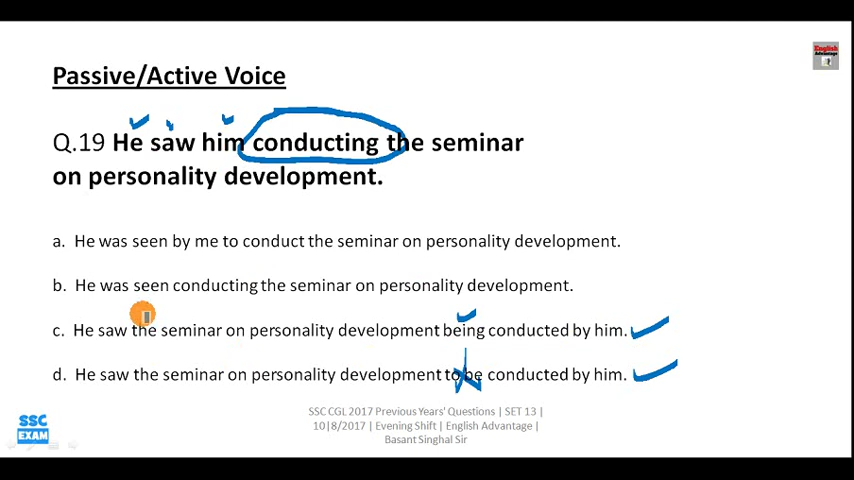 English
Advantage
Passive/Active Voice
Q.19 He saw him conducting the seminar
on personality development.
a. He was seen by me to conduct the seminar on personality development.
b. He was seen conducting the seminar on personality development.
c. He saw the seminar on personality development being conducted by him.
d. He saw the seminar on personality development to be conducted by him.
SSC CGL 2017 Previous Years' Questions | SET 13 |
10|8/2017 | Evening Shift | English Advantage |
Basant Singhal Sir
SSC
EXAM